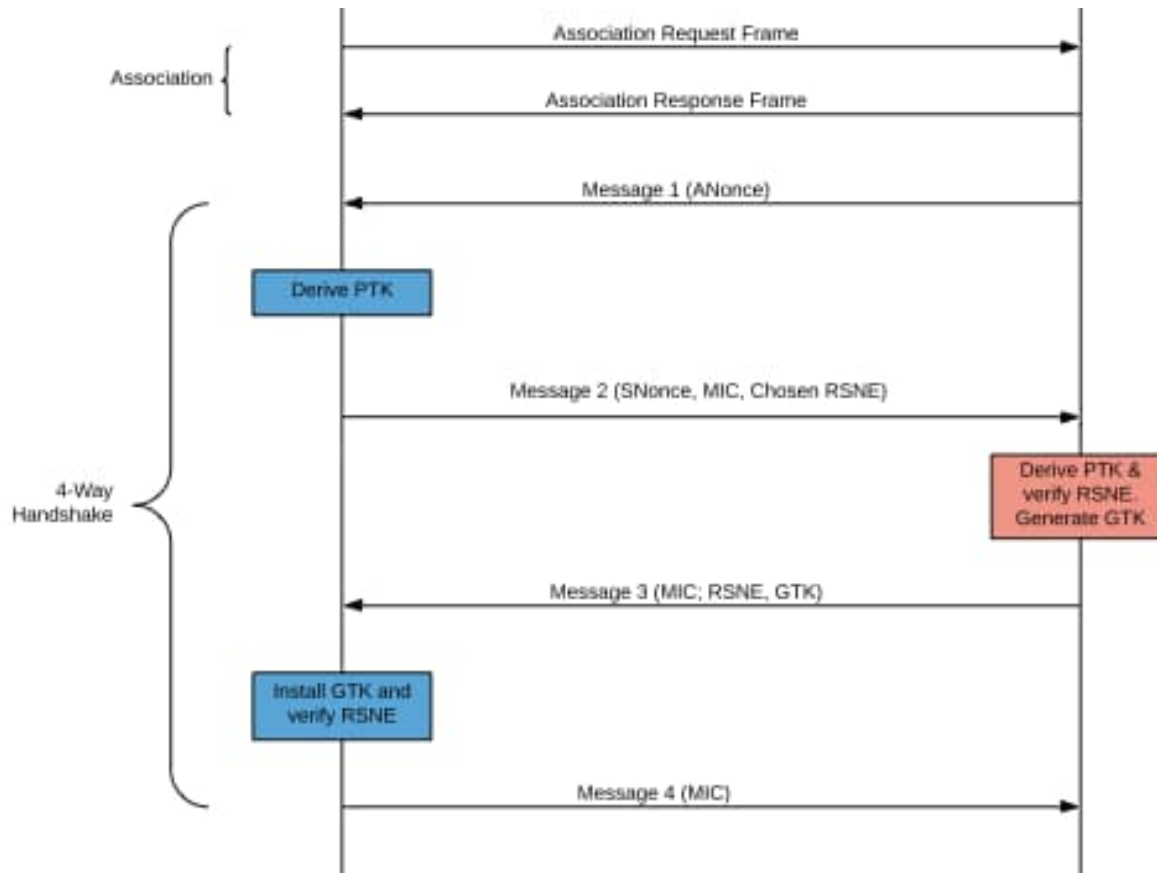 Association Request Frame
Association
Association Response Frame
Message 1 (ANonce)
Derive PTK
Message 2 (SNonce, MIC, Chosen RSNE)
Derive PTK &
verify RSNE.
Generate GTK
4-Way
Handshake
Message 3 (MIC; RSNE, GTK)
Install GTK and
verify RSNE
Message 4 (MIC)